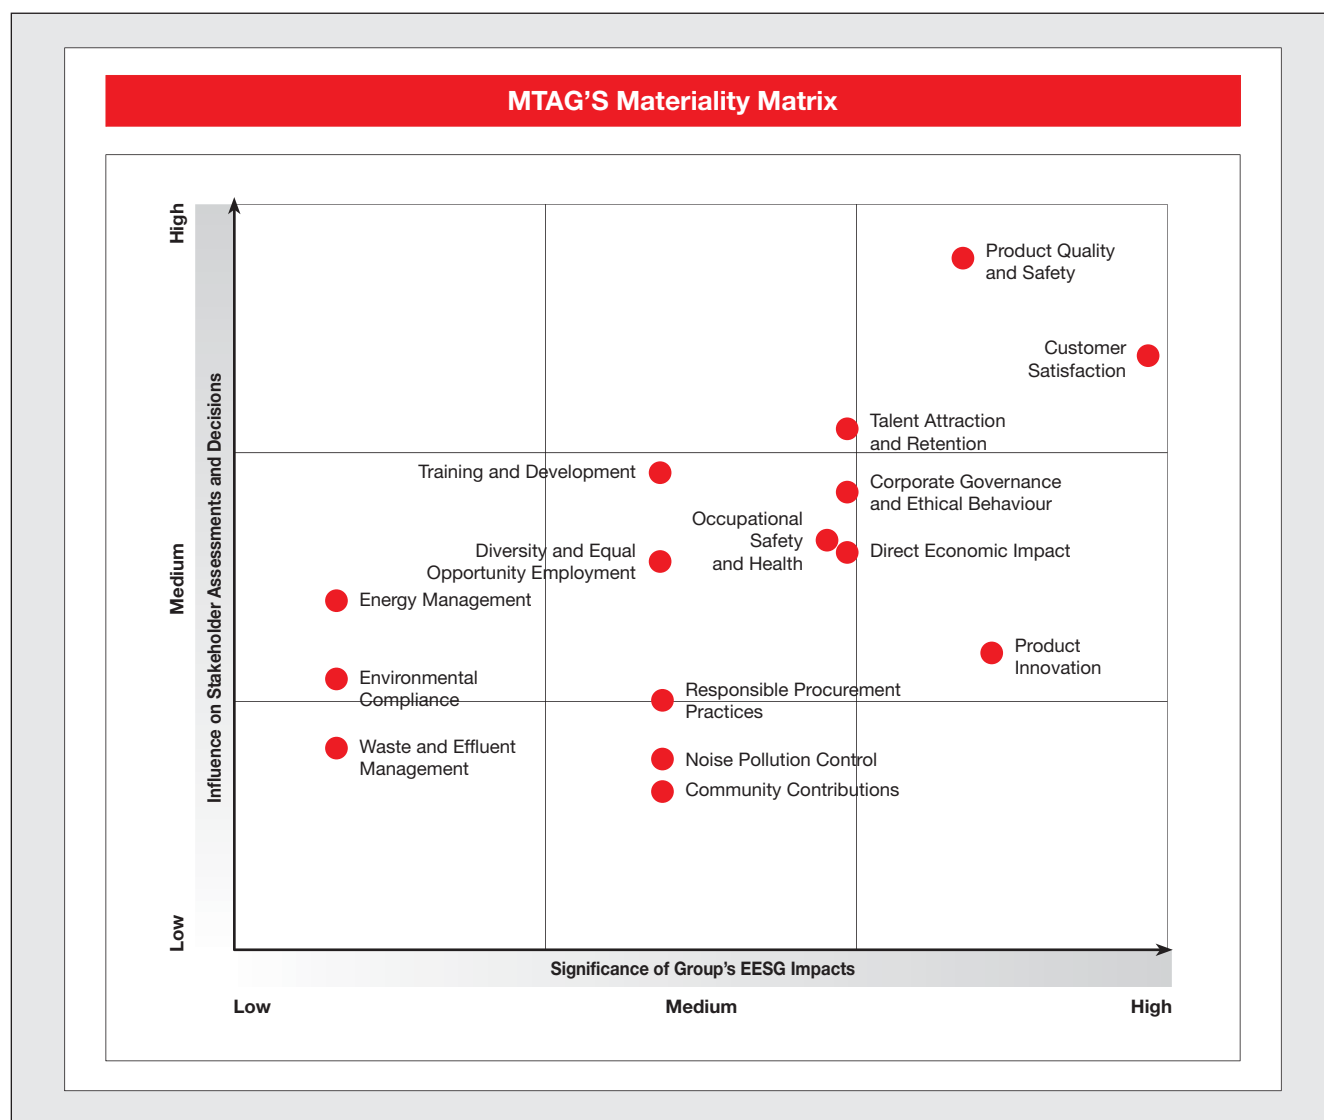 MTAG'S Materiality Matrix
High
Medium
Low
Influence on Stakeholder Assessments and Decisions
Product Quality
and Safety
Customer
Satisfaction
Talent Attraction
and Retention
Training and Development
Corporate Governance
and Ethical Behaviour
Occupational
Safety
and Health
Direct Economic Impact
Diversity and Equal
Opportunity Employment
Energy Management
Product
Innovation
Environmental
Compliance
Responsible Procurement
Practices
Waste and Effluent
Management
Noise Pollution Control
Community Contributions
Significance of Group's EESG Impacts
Low
Medium
High